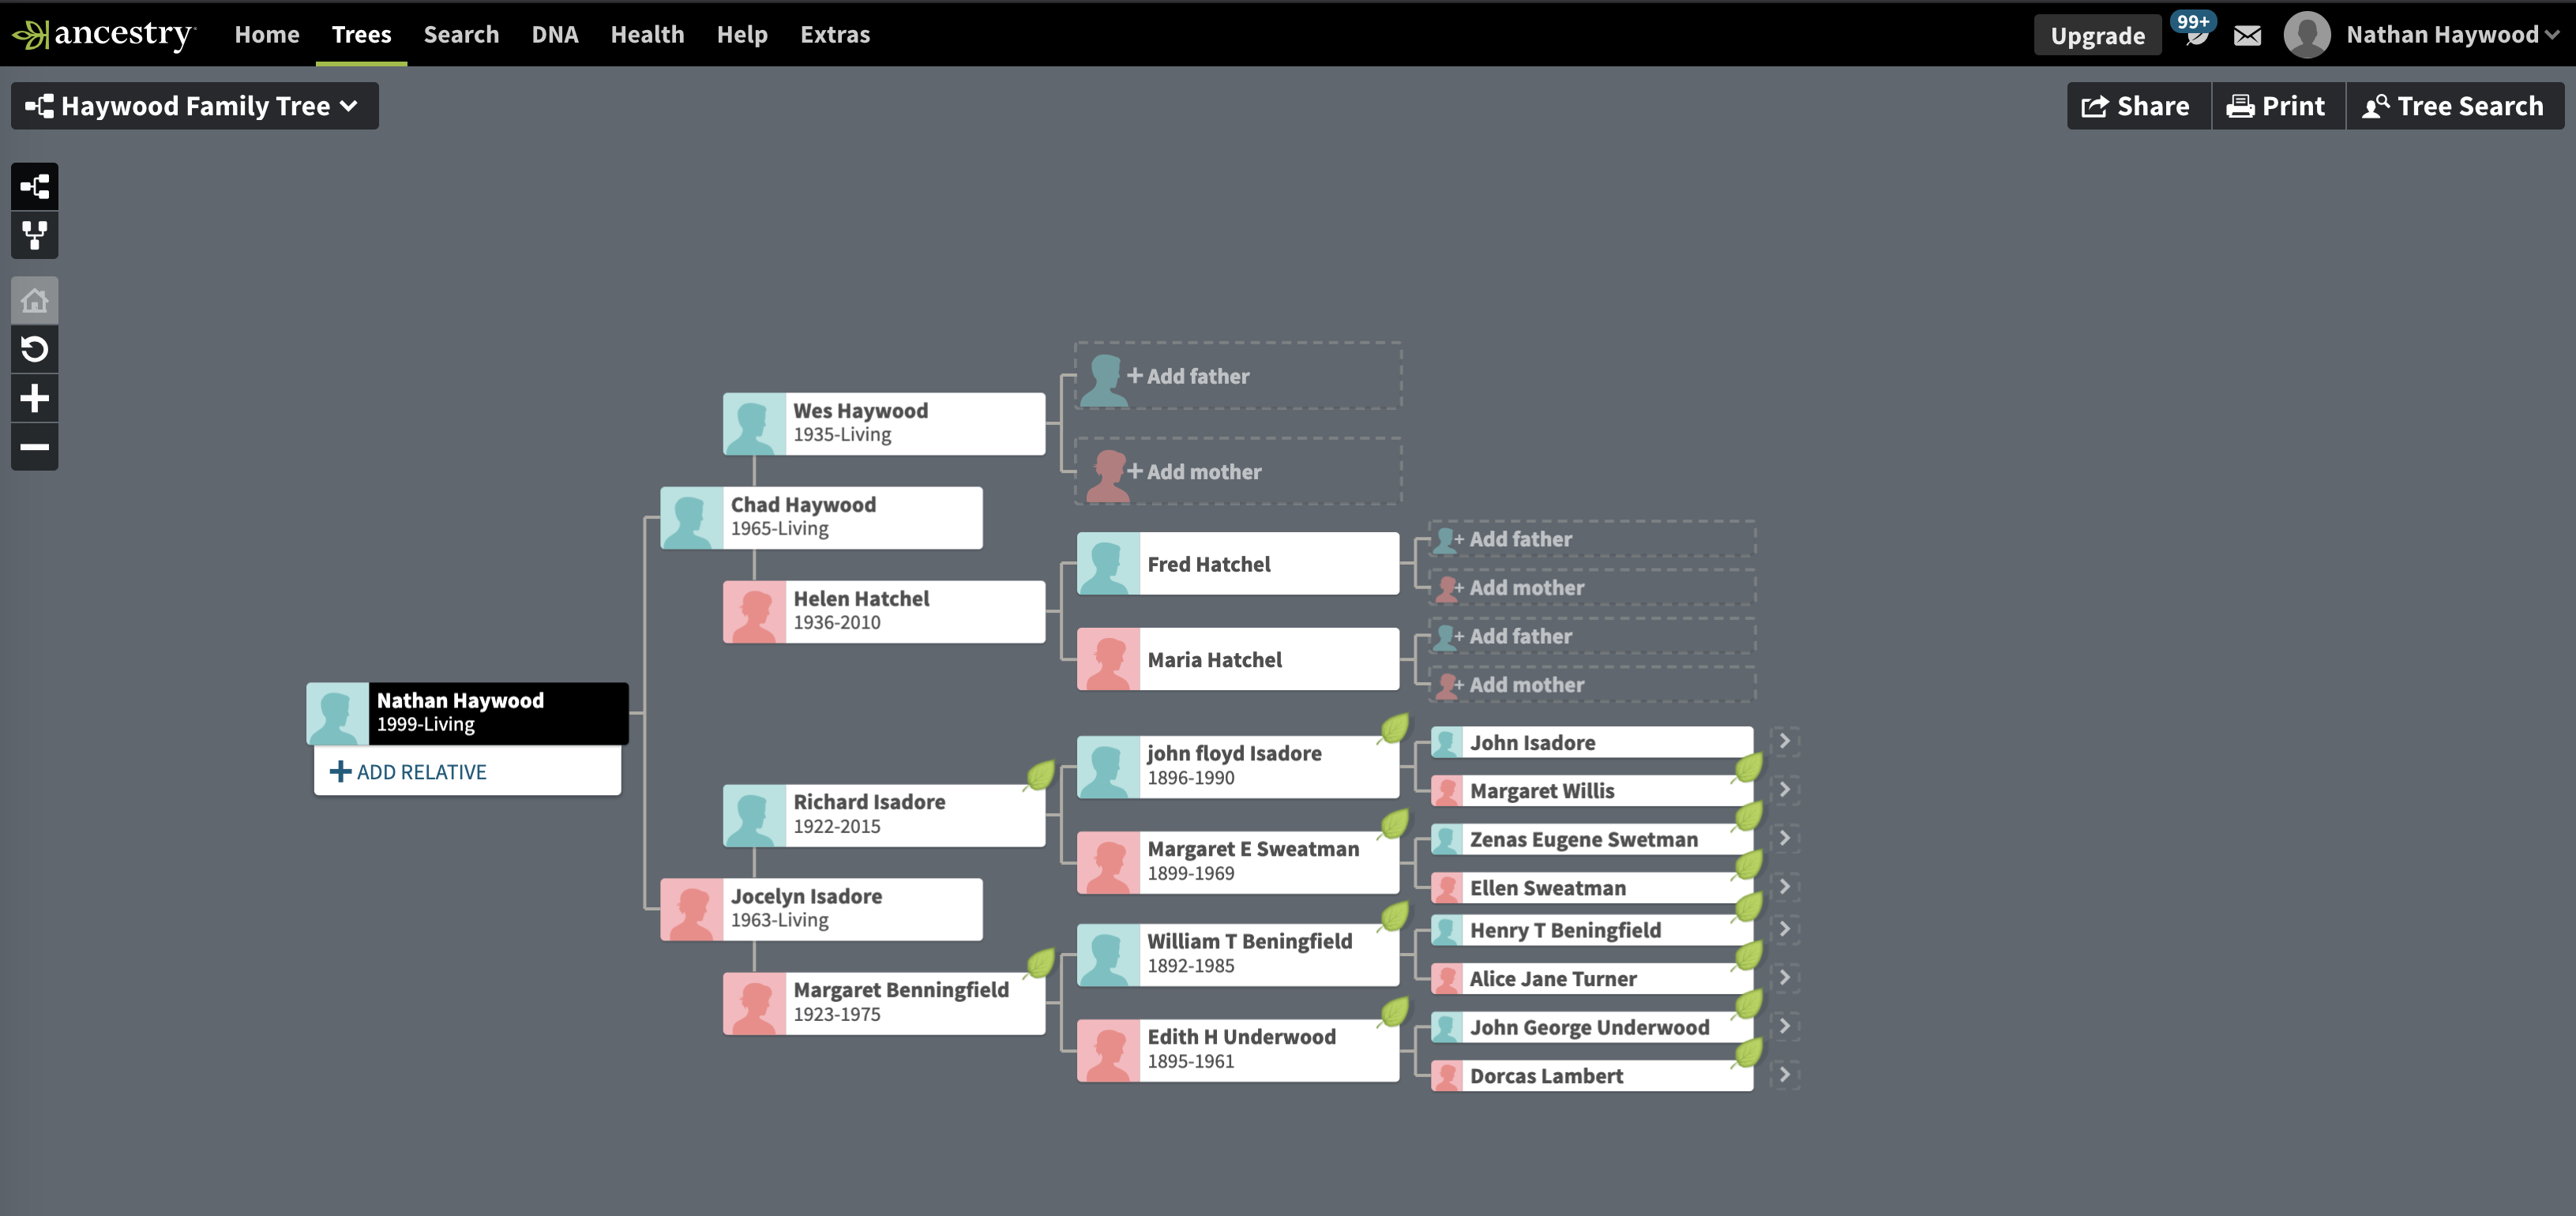 ancestry Home Trees Search DNA Health Help Extras Upgrade 99+ Nathan Haywood
Haywood Family Tree Share Print Tree Search
Nathan Haywood
1999-Living
ADD RELATIVE
Chad Haywood
1965-Living
Jocelyn Isadore
1963-Living
Wes Haywood
1935-Living
Helen Hatchel
1936-2010
Richard Isadore
1922-2015
Margaret Benningfield
1923-1975
+ Add father
+ Add mother
Fred Hatchel
Maria Hatchel
john floyd Isadore
1896-1990
Margaret E Sweatman
1899-1969
William T Beningfield
1892-1985
Edith H Underwood
1895-1961
+ Add father
+ Add mother
+ Add father
+ Add mother
John Isadore
Margaret Willis
Zenas Eugene Swetman
Ellen Sweatman
Henry T Beningfield
Alice Jane Turner
John George Underwood
Dorcas Lambert